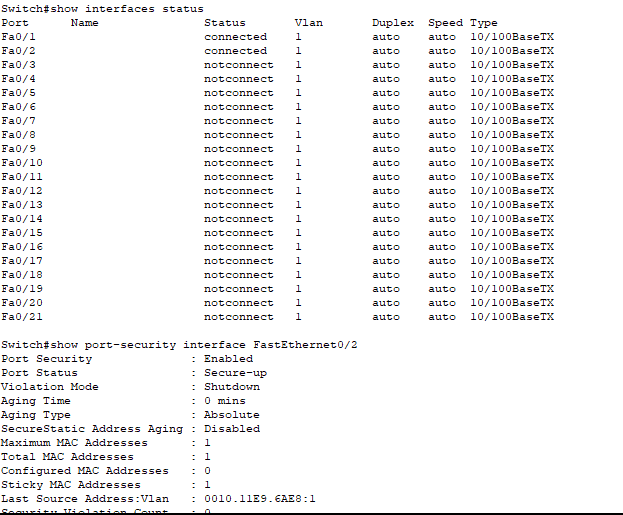 Switch#show interfaces status
Port Name Status Vlan Duplex Speed Type
Fa0/1 connected 1 auto auto 10/100BaseTX
Fa0/2 connected 1 auto auto 10/100BaseTX
Fa0/3 notconnect 1 auto auto 10/100BaseTX
Fa0/4 notconnect 1 auto auto 10/100BaseTX
Fa0/5 notconnect 1 auto auto 10/100BaseTX
Fa0/6 notconnect 1 auto auto 10/100BaseTX
Fa0/7 notconnect 1 auto auto 10/100BaseTX
Fa0/8 notconnect 1 auto auto 10/100BaseTX
Fa0/9 notconnect 1 auto auto 10/100BaseTX
Fa0/10 notconnect 1 auto auto 10/100BaseTX
Fa0/11 notconnect 1 auto auto 10/100BaseTX
Fa0/12 notconnect 1 auto auto 10/100BaseTX
Fa0/13 notconnect 1 auto auto 10/100BaseTX
Fa0/14 notconnect 1 auto auto 10/100BaseTX
Fa0/15 notconnect 1 auto auto 10/100BaseTX
Fa0/16 notconnect 1 auto auto 10/100BaseTX
Fa0/17 notconnect 1 auto auto 10/100BaseTX
Fa0/18 notconnect 1 auto auto 10/100BaseTX
Fa0/19 notconnect 1 auto auto 10/100BaseTX
Fa0/20 notconnect 1 auto auto 10/100BaseTX
Fa0/21 notconnect 1 auto auto 10/100BaseTX
Switch#show port-security interface FastEthernet0/2
Port Security : Enabled
Port Status : Secure-up
Violation Mode : Shutdown
Aging Time : 0 mins
Aging Type : Absolute
SecureStatic Address Aging : Disabled
Maximum MAC Addresses : 1
Total MAC Addresses : 1
Configured MAC Addresses : 0
Sticky MAC Addresses : 1
Last Source Address:Vlan : 0010.11E9.6AE8:1
Security Violation Count : 0